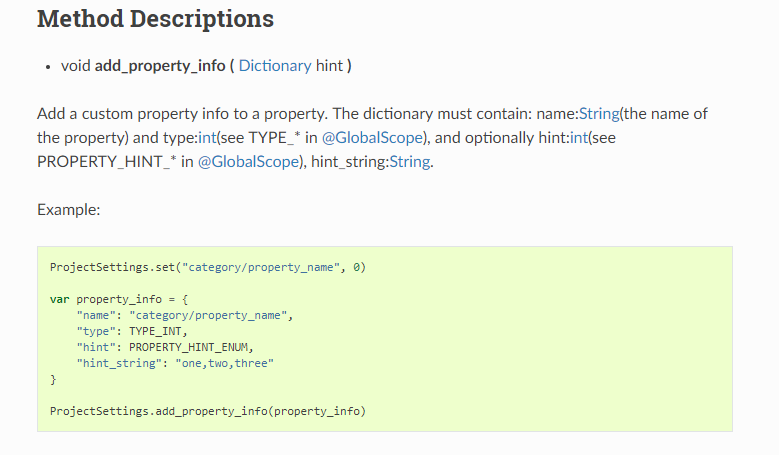 Method Descriptions
• void add_property_info ( Dictionary hint )
Add a custom property info to a property. The dictionary must contain: name:String(the name of
the property) and type:int(see TYPE_* in @GlobalScope), and optionally hint:int(see
PROPERTY_HINT_* in @GlobalScope), hint_string:String.
Example:
ProjectSettings.set("category/property_name", 0)
var property_info = {
    "name": "category/property_name",
    "type": TYPE_INT,
    "hint": PROPERTY_HINT_ENUM,
    "hint_string": "one,two,three"
}
ProjectSettings.add_property_info(property_info)